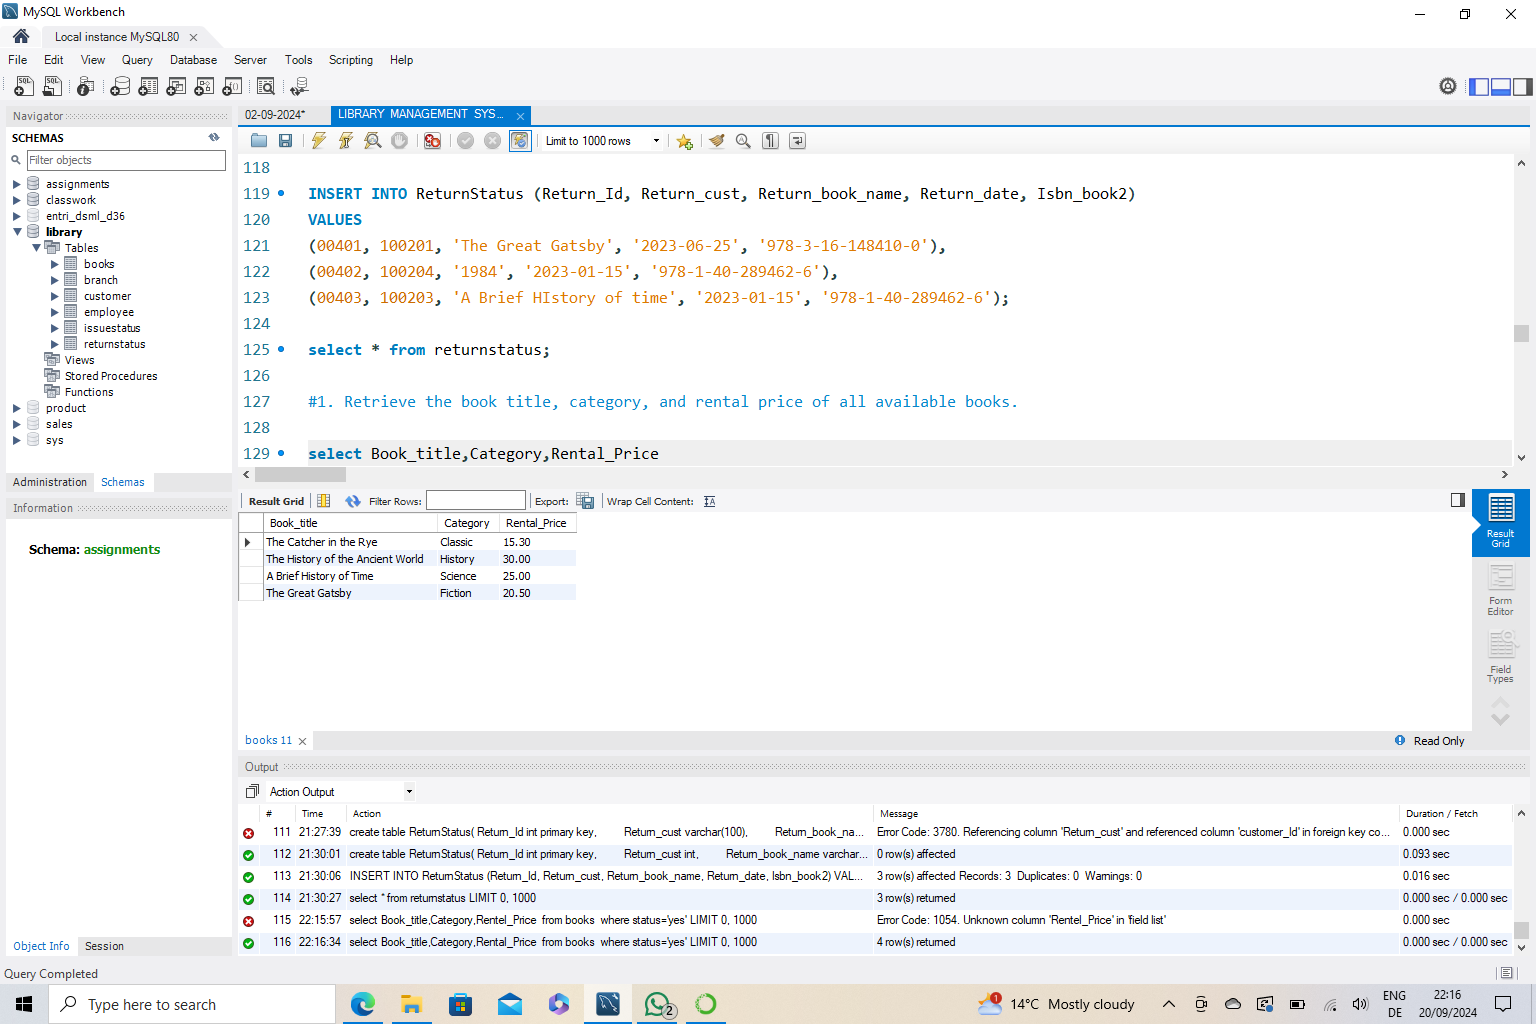 MySQL Workbench
Local instance MySQL80
File Edit View Query Database Server Tools Scripting Help
Navigator
SCHEMAS
Filter objects
assignments
classwork
entri_dsml_d36
library
Tables
books
branch
customer
employee
issuestatus
returnstatus
Views
Stored Procedures
Functions
product
sales
sys
Administration Schemas
Information
Schema: assignments
Object Info Session
02-09-2024* LIBRARY MANAGEMENT SYS...
Limit to 1000 rows
118
119 INSERT INTO ReturnStatus (Return_Id, Return_cust, Return_book_name, Return_date, Isbn_book2)
120 VALUES
121 (00401, 100201, 'The Great Gatsby', '2023-06-25', '978-3-16-148410-0'),
122 (00402, 100204, '1984', '2023-01-15', '978-1-40-289462-6'),
123 (00403, 100203, 'A Brief HIstory of time', '2023-01-15', '978-1-40-289462-6');
124
125 select * from returnstatus;
126
127 #1. Retrieve the book title, category, and rental price of all available books.
128
129 select Book_title,Category,Rental_Price
Result Grid Filter Rows: Export: Wrap Cell Content:
Book_title Category Rental_Price
The Catcher in the Rye Classic 15.30
The History of the Ancient World History 30.00
A Brief History of Time Science 25.00
The Great Gatsby Fiction 20.50
Result
Grid
Form
Editor
Field
Types
books 11
Read Only
Output
Action Output
# Time Action Message Duration / Fetch
111 21:27:39 create table ReturnStatus( Return_Id int primary key, Return_cust varchar(100), Return_book_na... Error Code: 3780. Referencing column 'Return_cust' and referenced column 'customer_Id' in foreign key co... 0.000 sec
112 21:30:01 create table ReturnStatus( Return_Id int primary key, Return_cust int, Return_book_name varchar... 0 row(s) affected 0.093 sec
113 21:30:06 INSERT INTO ReturnStatus (Return_Id, Return_cust, Return_book_name, Return_date, Isbn_book2) VAL... 3 row(s) affected Records: 3 Duplicates: 0 Warnings: 0 0.016 sec
114 21:30:27 select * from returnstatus LIMIT 0, 1000 3 row(s) returned 0.000 sec / 0.000 sec
115 22:15:57 select Book_title,Category,Rentel_Price from books where status='yes' LIMIT 0, 1000 Error Code: 1054. Unknown column 'Rentel_Price' in 'field list' 0.000 sec
116 22:16:34 select Book_title,Category,Rental_Price from books where status='yes' LIMIT 0, 1000 4 row(s) returned 0.000 sec / 0.000 sec
Query Completed
Type here to search
2
1
14°C Mostly cloudy
ENG
DE
22:16
20/09/2024